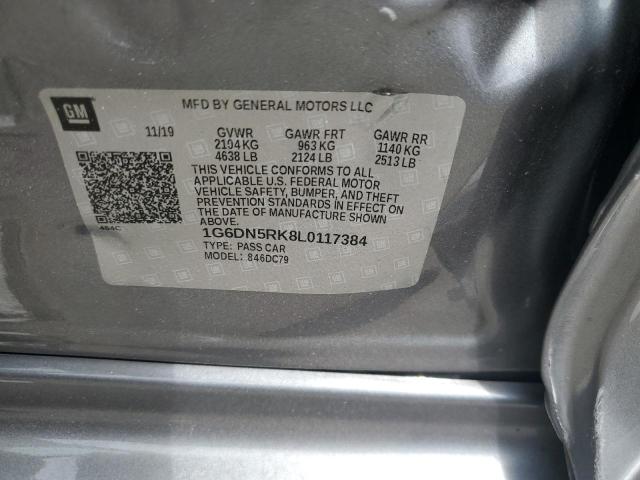 GM
MFD BY GENERAL MOTORS LLC
11/19 GVWR GAWR FRT GAWR RR
2104 KG 963 KG 1140 KG
4638 LB 2124 LB 2513 LB
THIS VEHICLE CONFORMS TO ALL
APPLICABLE U.S. FEDERAL MOTOR
VEHICLE SAFETY, BUMPER, AND THEFT
PREVENTION STANDARDS IN EFFECT ON
THE DATE OF MANUFACTURE SHOWN
ABOVE.
484C
1G6DN5RK8L0117384
TYPE: PASS CAR
MODEL: 846DC79